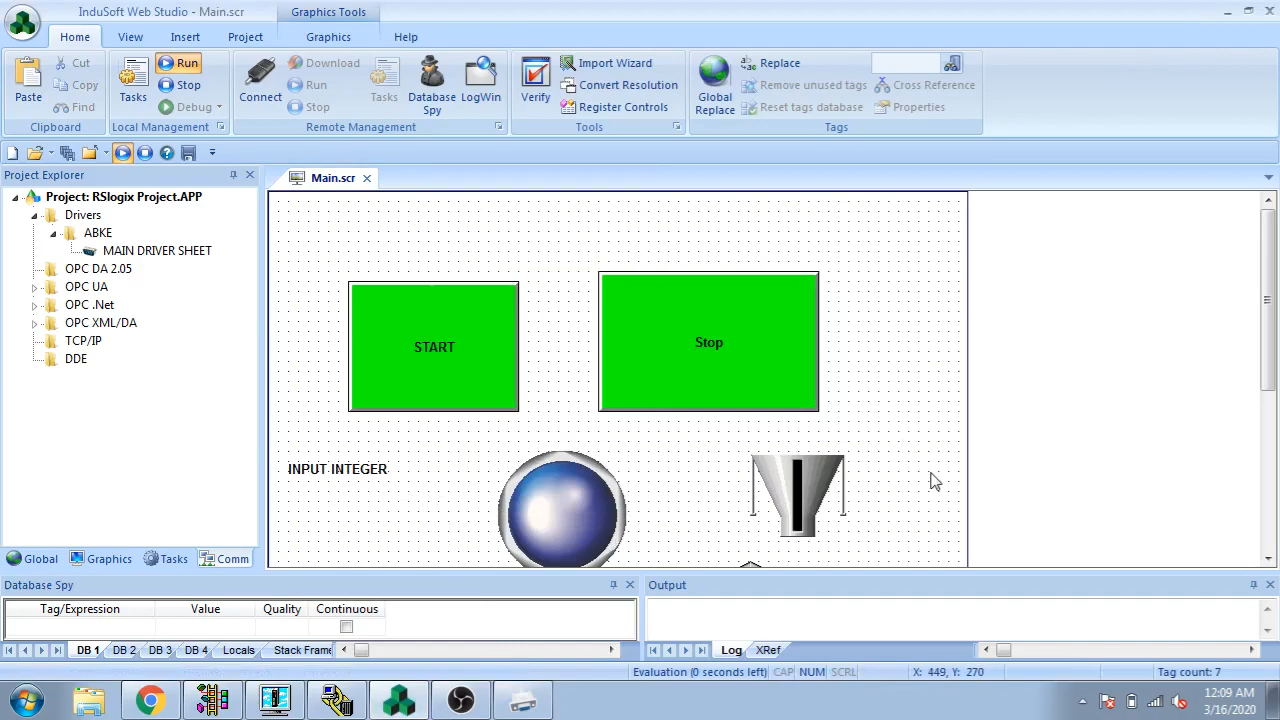 InduSoft Web Studio - Main.scr
Graphics Tools
Home View Insert Project Graphics Help
Paste
Cut
Copy
Find
Clipboard
Tasks
Run
Stop
Debug
Local Management
Connect
Download
Run
Stop
Tasks
Database Spy
LogWin
Remote Management
Verify
Import Wizard
Convert Resolution
Register Controls
Tools
Global Replace
Replace
Remove unused tags
Reset tags database
Cross Reference
Properties
Tags
Project Explorer
Project: RSlogix Project.APP
Drivers
ABKE
MAIN DRIVER SHEET
OPC DA 2.05
OPC UA
OPC .Net
OPC XML/DA
TCP/IP
DDE
Global Graphics Tasks Comm
Main.scr
START
Stop
INPUT INTEGER
Database Spy
Tag/Expression Value Quality Continuous
DB 1 DB 2 DB 3 DB 4 Locals Stack Frame
Output
Log XRef
Evaluation (0 seconds left) CAP NUM SCRL X: 449, Y: 270 Tag count: 7
12:09 AM
3/16/2020